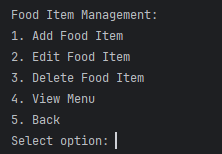 Food Item Management:
1. Add Food Item
2. Edit Food Item
3. Delete Food Item
4. View Menu
5. Back
Select option: